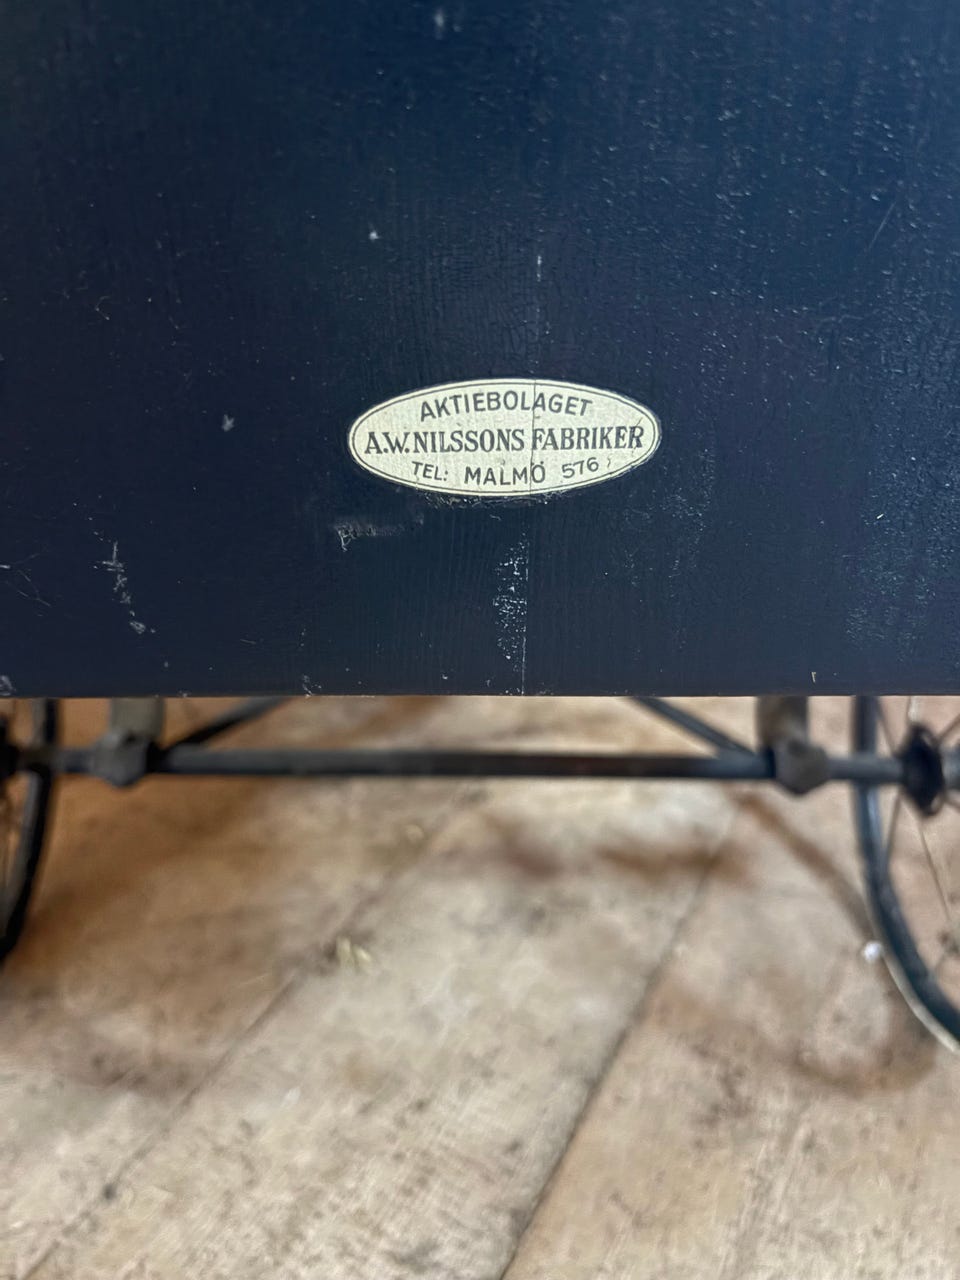 AKTIEBOLAGET
A.W. NILSSONS FABRIKER
TEL: MALMÖ 576